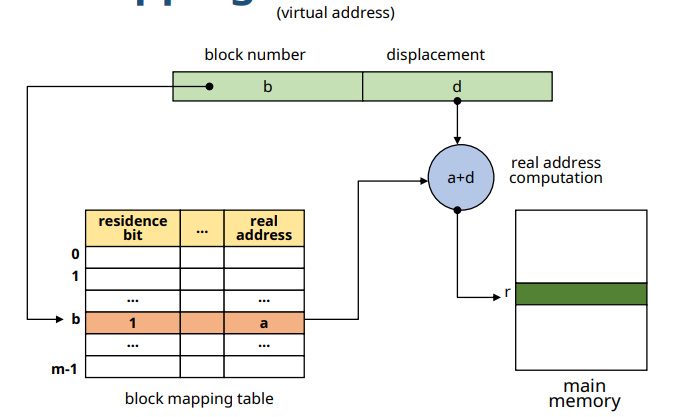 (virtual address)
block number displacement
b d
a+d
real address
computation
residence
bit
...
real
address
0
1
... ...
b 1 a
... ...
m-1
block mapping table
r
main
memory